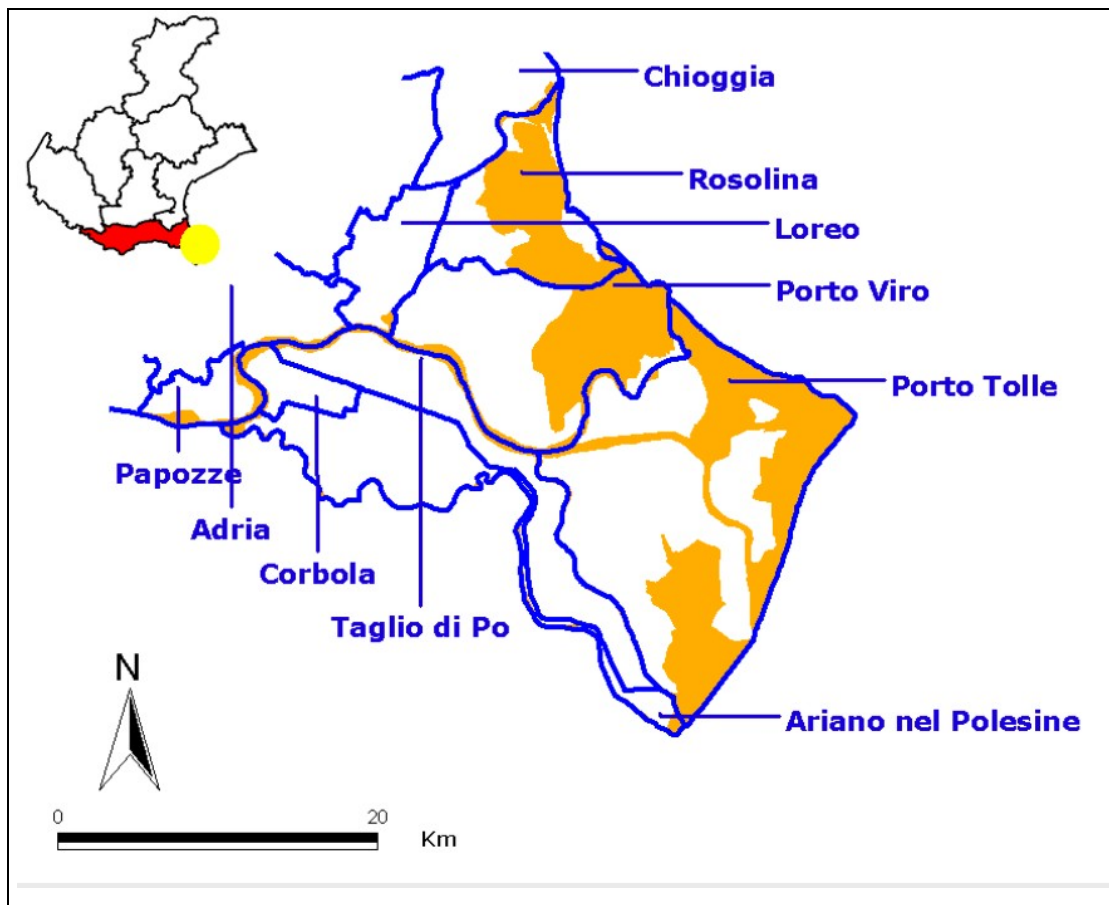 Chioggia
Rosolina
Loreo
Porto Viro
Porto Tolle
Papozze
Adria
Corbola
Taglio di Po
Ariano nel Polesine
N
0 20
Km